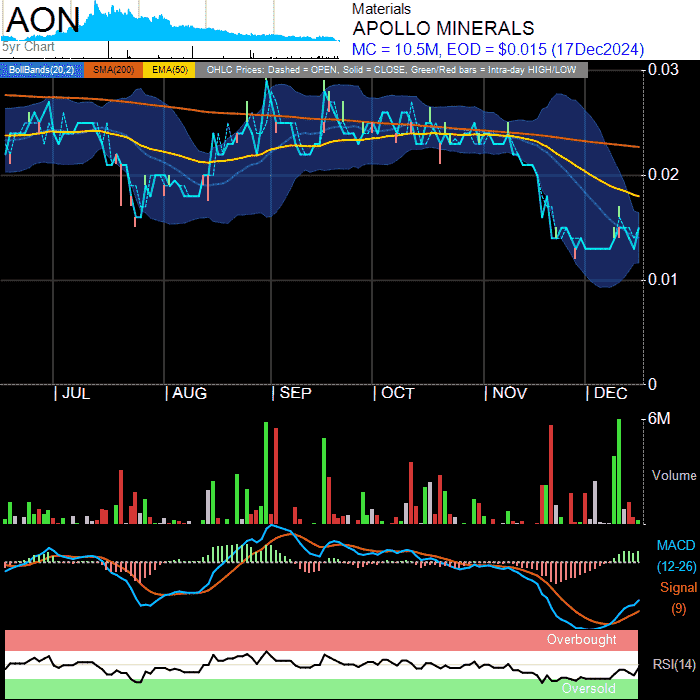 AON
5yr Chart
Materials
APOLLO MINERALS
MC = 10.5M, EOD = $0.015 (17Dec2024)
BollBands(20,2) SMA(200) EMA(50) OHLC Prices: Dashed = OPEN, Solid = CLOSE, Green/Red bars = Intra-day HIGH/LOW
0.03
0.02
0.01
0
JUL AUG SEP OCT NOV DEC
6M
Volume
MACD
(12-26)
Signal
(9)
Overbought
RSI(14)
Oversold